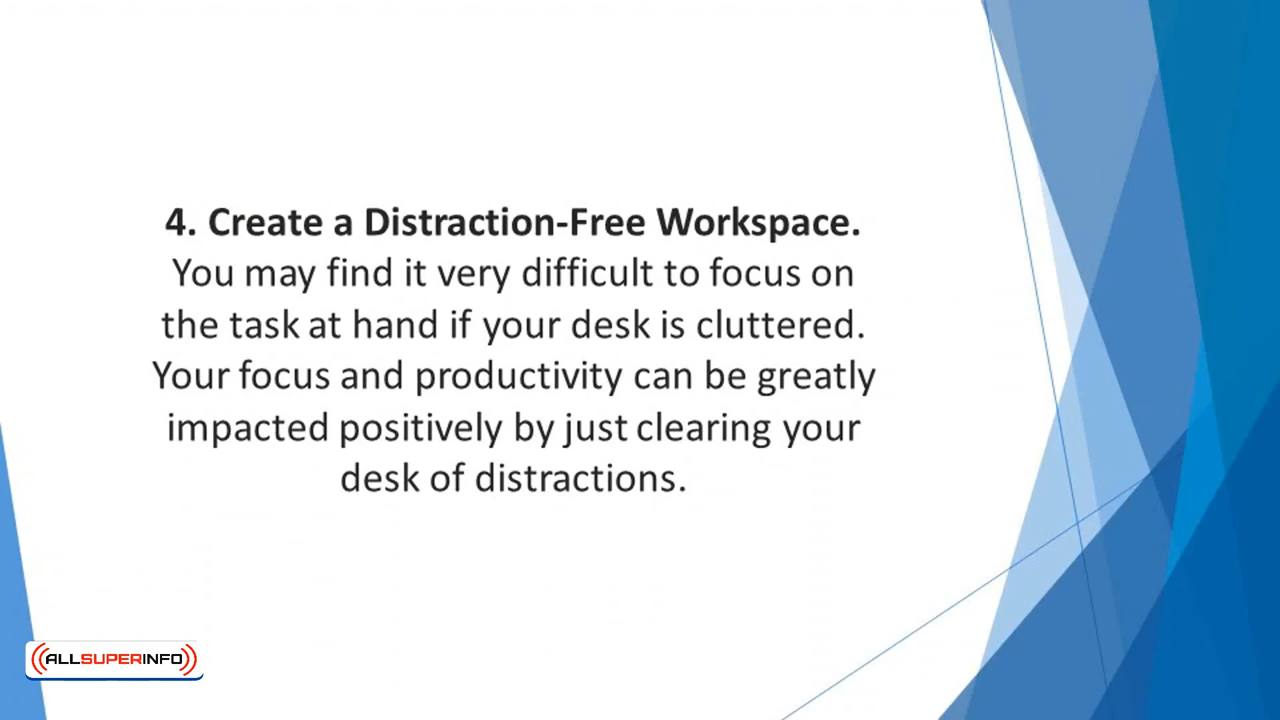 4. Create a Distraction-Free Workspace.
You may find it very difficult to focus on
the task at hand if your desk is cluttered.
Your focus and productivity can be greatly
impacted positively by just clearing your
desk of distractions.
ALLSUPERINFO